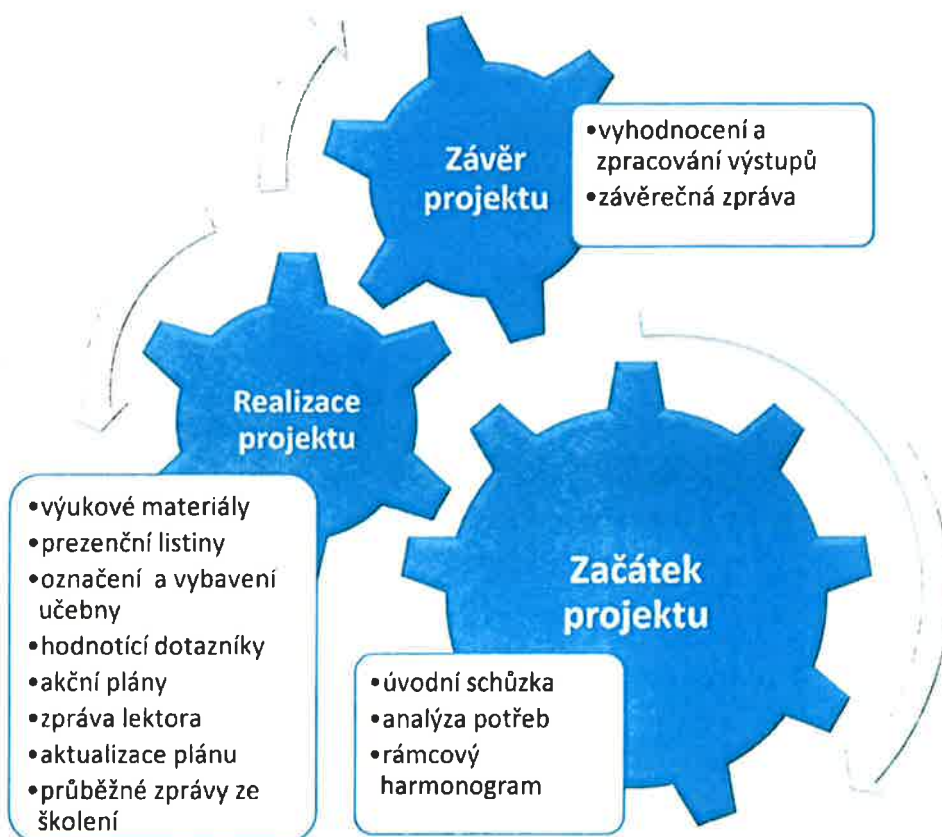 Závěr
projektu
•vyhodnocení a
zpracování výstupů
•závěrečná zpráva
Realizace
projektu
•výukové materiály
•prezenční listiny
•označení a vybavení
učebny
•hodnotící dotazníky
•akční plány
•zpráva lektora
•aktualizace plánu
•průběžné zprávy ze
školení
Začátek
projektu
•úvodní schůzka
•analýza potřeb
•rámcový
harmonogram